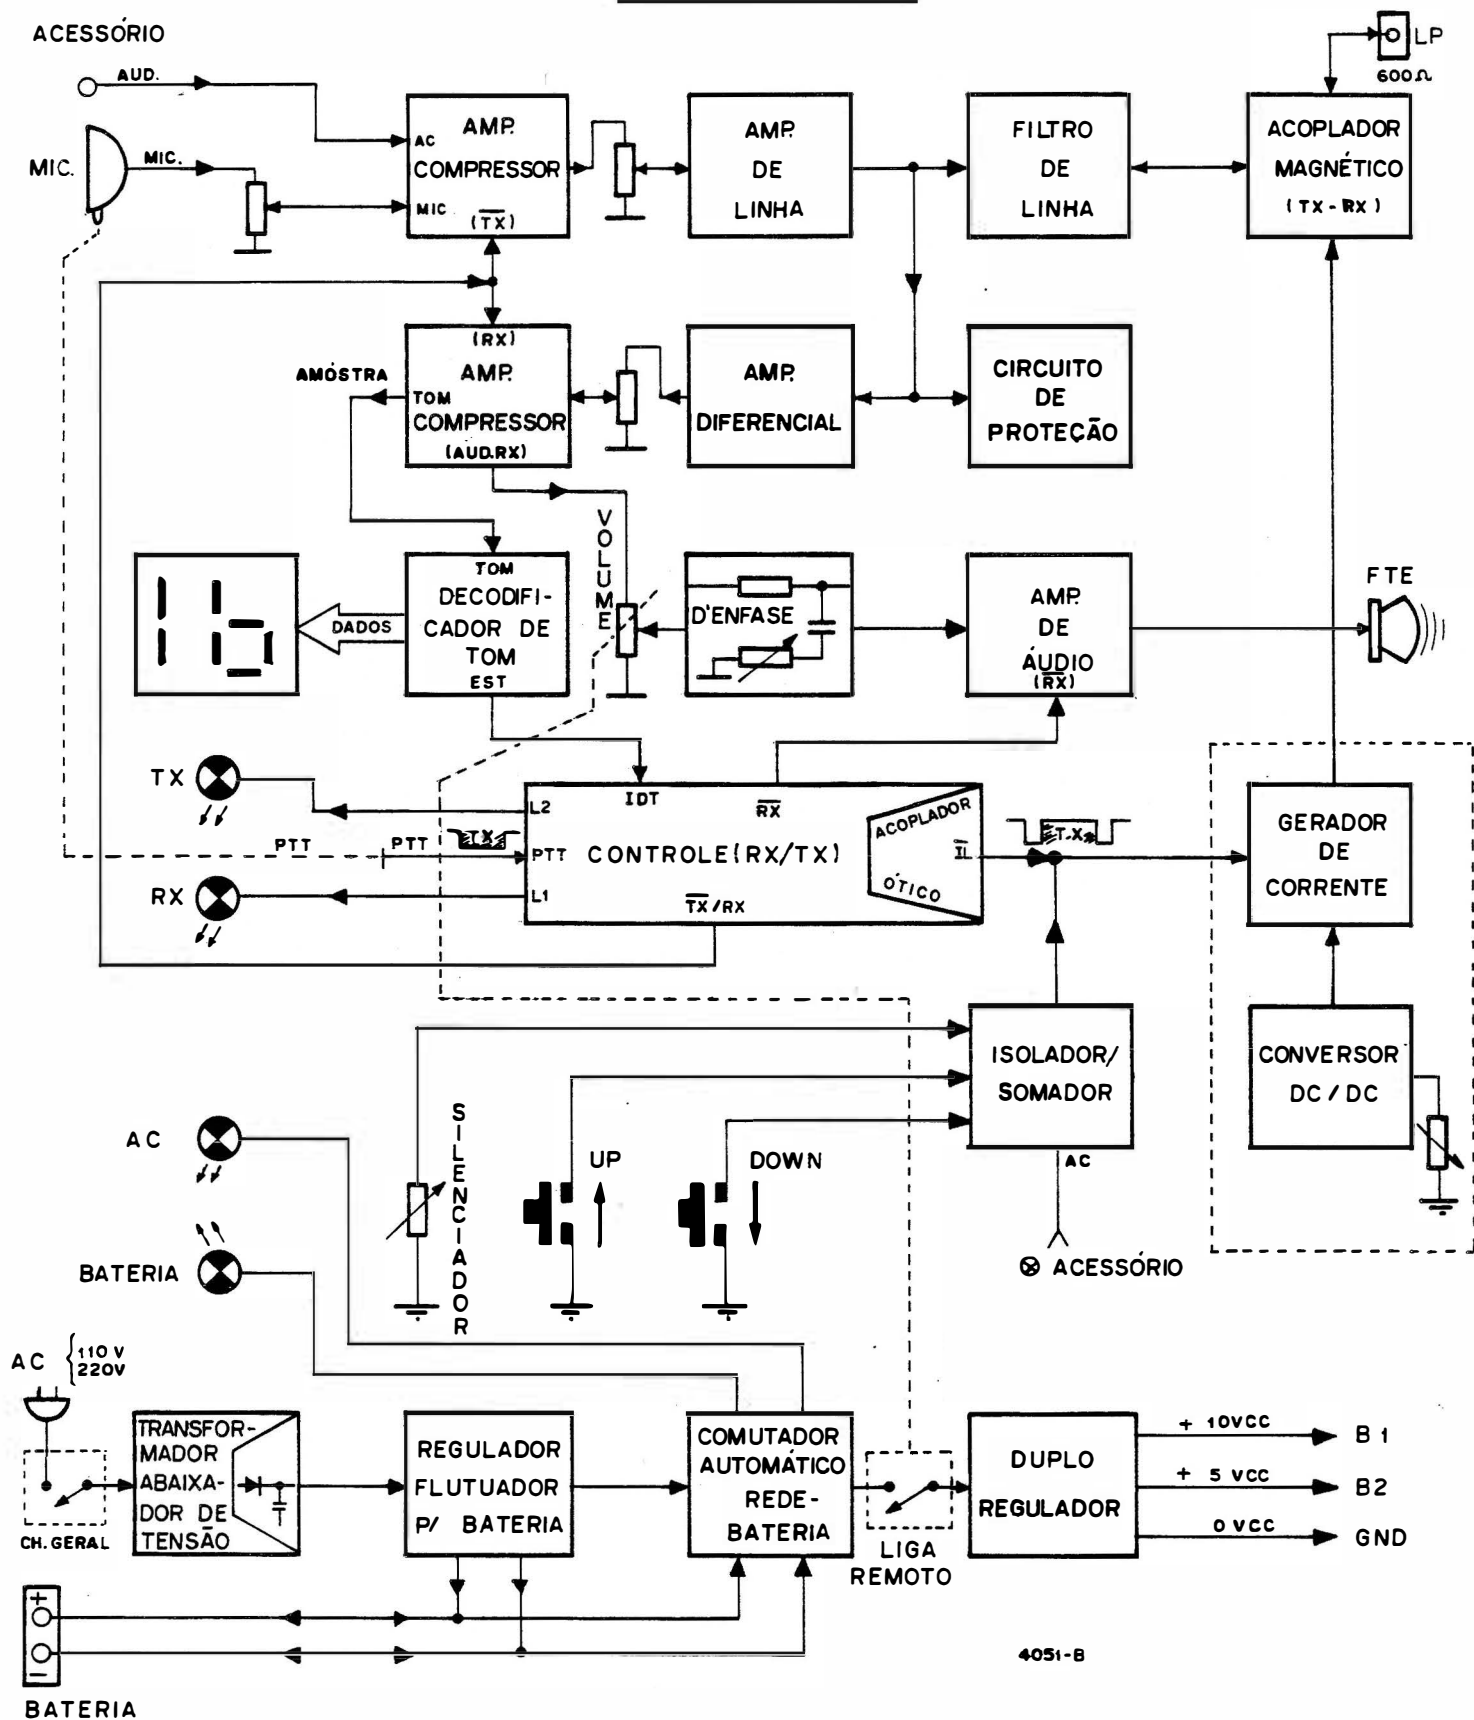 ACESSÓRIO
AUD.
MIC.
MIC.
AC
AMP.
COMPRESSOR
MIC
(T̅X̅)
AMP.
DE
LINHA
FILTRO
DE
LINHA
ACOPLADOR
MAGNÉTICO
(TX-RX)
LP
600Ω
AMÓSTRA
(RX)
AMP.
TOM
COMPRESSOR
(AUD.RX)
AMP.
DIFERENCIAL
CIRCUITO
DE
PROTEÇÃO
VOLUME
DADOS
TOM
DECODIFI-
CADOR DE
TOM
EST
D'ENFASE
AMP.
DE
ÁUDIO
(R̅X̅)
FTE
TX
PTT
PTT
RX
TX
L2
IDT
R̅X̅
PTT
CONTROLE(RX/TX)
L1
T̅X̅/RX
ACOPLADOR
ÓTICO
I̅L̅
T-X
GERADOR
DE
CORRENTE
CONVERSOR
DC/DC
ISOLADOR/
SOMADOR
AC
⊗ ACESSÓRIO
AC
BATERIA
SILENCIADOR
UP
DOWN
AC
110 V
220V
CH. GERAL
TRANSFOR-
MADOR
ABAIXA-
DOR DE
TENSÃO
REGULADOR
FLUTUADOR
P/ BATERIA
COMUTADOR
AUTOMÁTICO
REDE-
BATERIA
LIGA
REMOTO
DUPLO
REGULADOR
+ 10VCC
B1
+ 5 VCC
B2
0 VCC
GND
+
-
BATERIA
4051-B